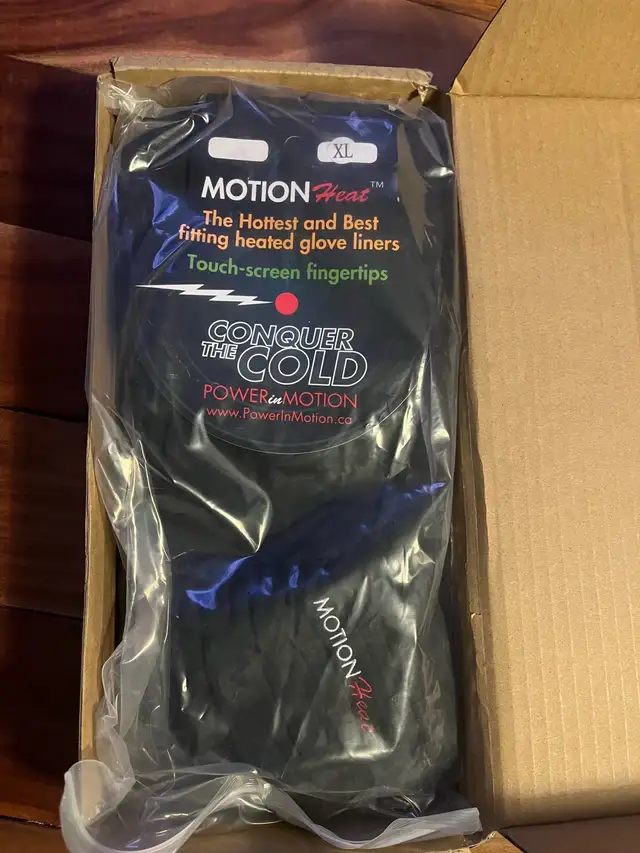 XL
MOTION Heat™
The Hottest and Best
fitting heated glove liners
Touch-screen fingertips
CONQUER
THE COLD
POWER in MOTION
www.PowerInMotion.ca
MOTION Heat